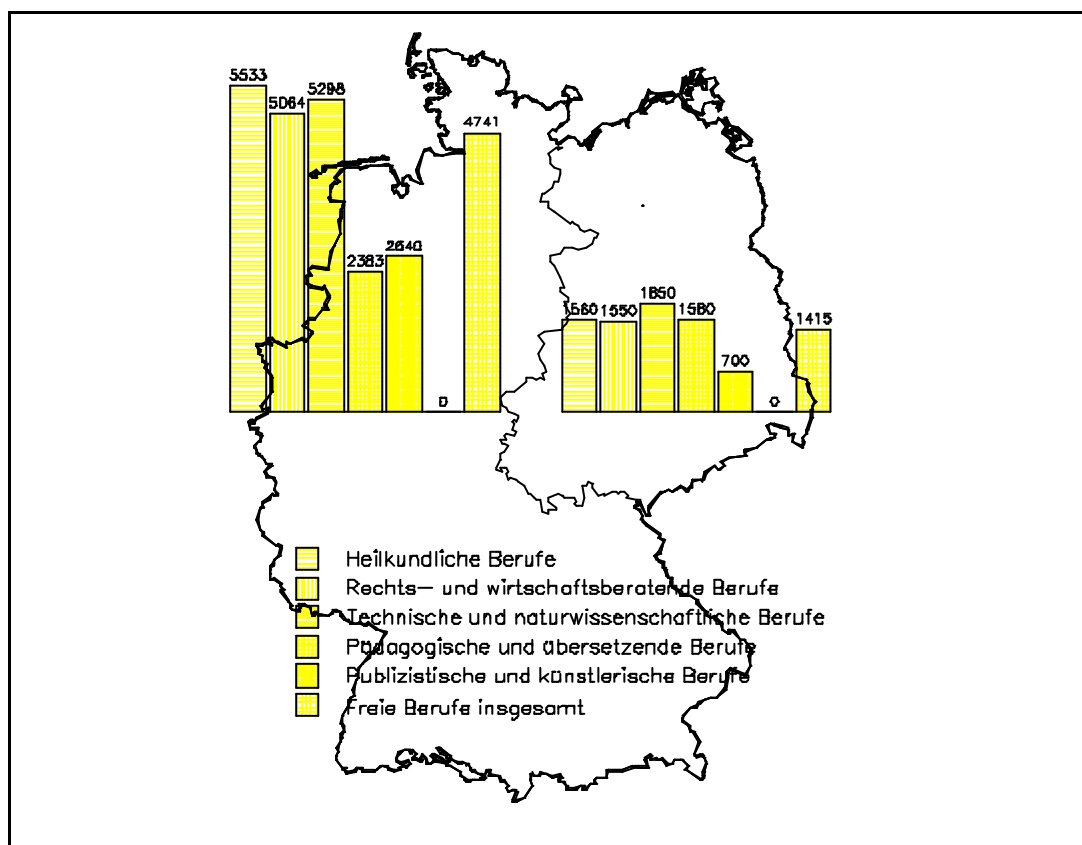 5533
5064
5298
4741
2383
2640
0
1560
1550
1850
1580
700
0
1415
Heilkundliche Berufe
Rechts- und wirtschaftsberatende Berufe
Technische und naturwissenschaftliche Berufe
Pädagogische und übersetzende Berufe
Publizistische und künstlerische Berufe
Freie Berufe insgesamt